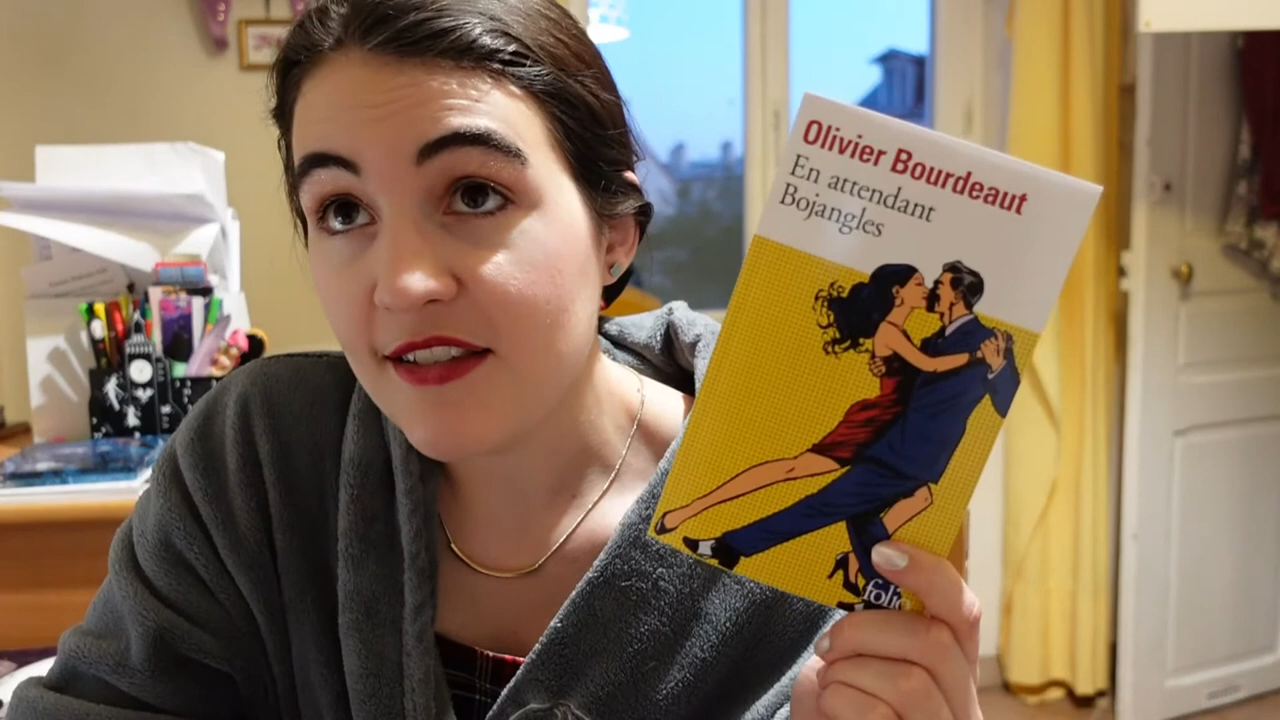 Olivier Bourdeaut
En attendant
Bojangles
folio